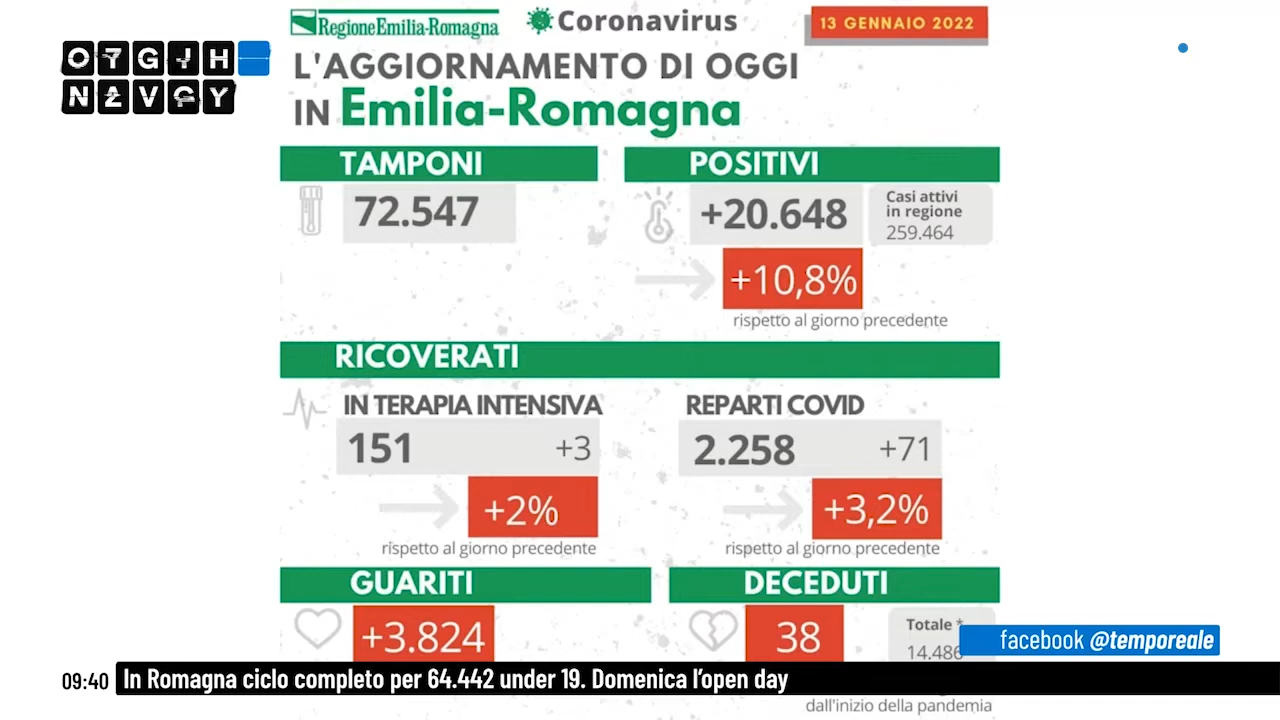 RegioneEmilia-Romagna
Coronavirus
13 GENNAIO 2022
L'AGGIORNAMENTO DI OGGI
IN Emilia-Romagna
TAMPONI
72.547
POSITIVI
+20.648
Casi attivi
in regione
259.464
+10,8%
rispetto al giorno precedente
RICOVERATI
IN TERAPIA INTENSIVA
151 +3
+2%
rispetto al giorno precedente
REPARTI COVID
2.258 +71
+3,2%
rispetto al giorno precedente
GUARITI
+3.824
DECEDUTI
38
Totale *
14.486
facebook @temporeale
09:40 In Romagna ciclo completo per 64.442 under 19. Domenica l'open day
dall'inizio della pandemia